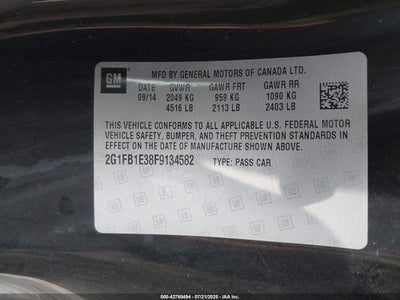 GM
MFD BY GENERAL MOTORS OF CANADA LTD.
DATE GVWR GAWR FRT GAWR RR
09/14 2049 KG 959 KG 1090 KG
4516 LB 2113 LB 2403 LB
THIS VEHICLE CONFORMS TO ALL APPLICABLE U.S. FEDERAL MOTOR
VEHICLE SAFETY, BUMPER, AND THEFT PREVENTION STANDARDS IN
EFFECT ON THE DATE OF MANUFACTURE SHOWN ABOVE.
2G1FB1E38F9134582 TYPE: PASS CAR
000-42780494 - 07/21/2025 - IAAI.COM